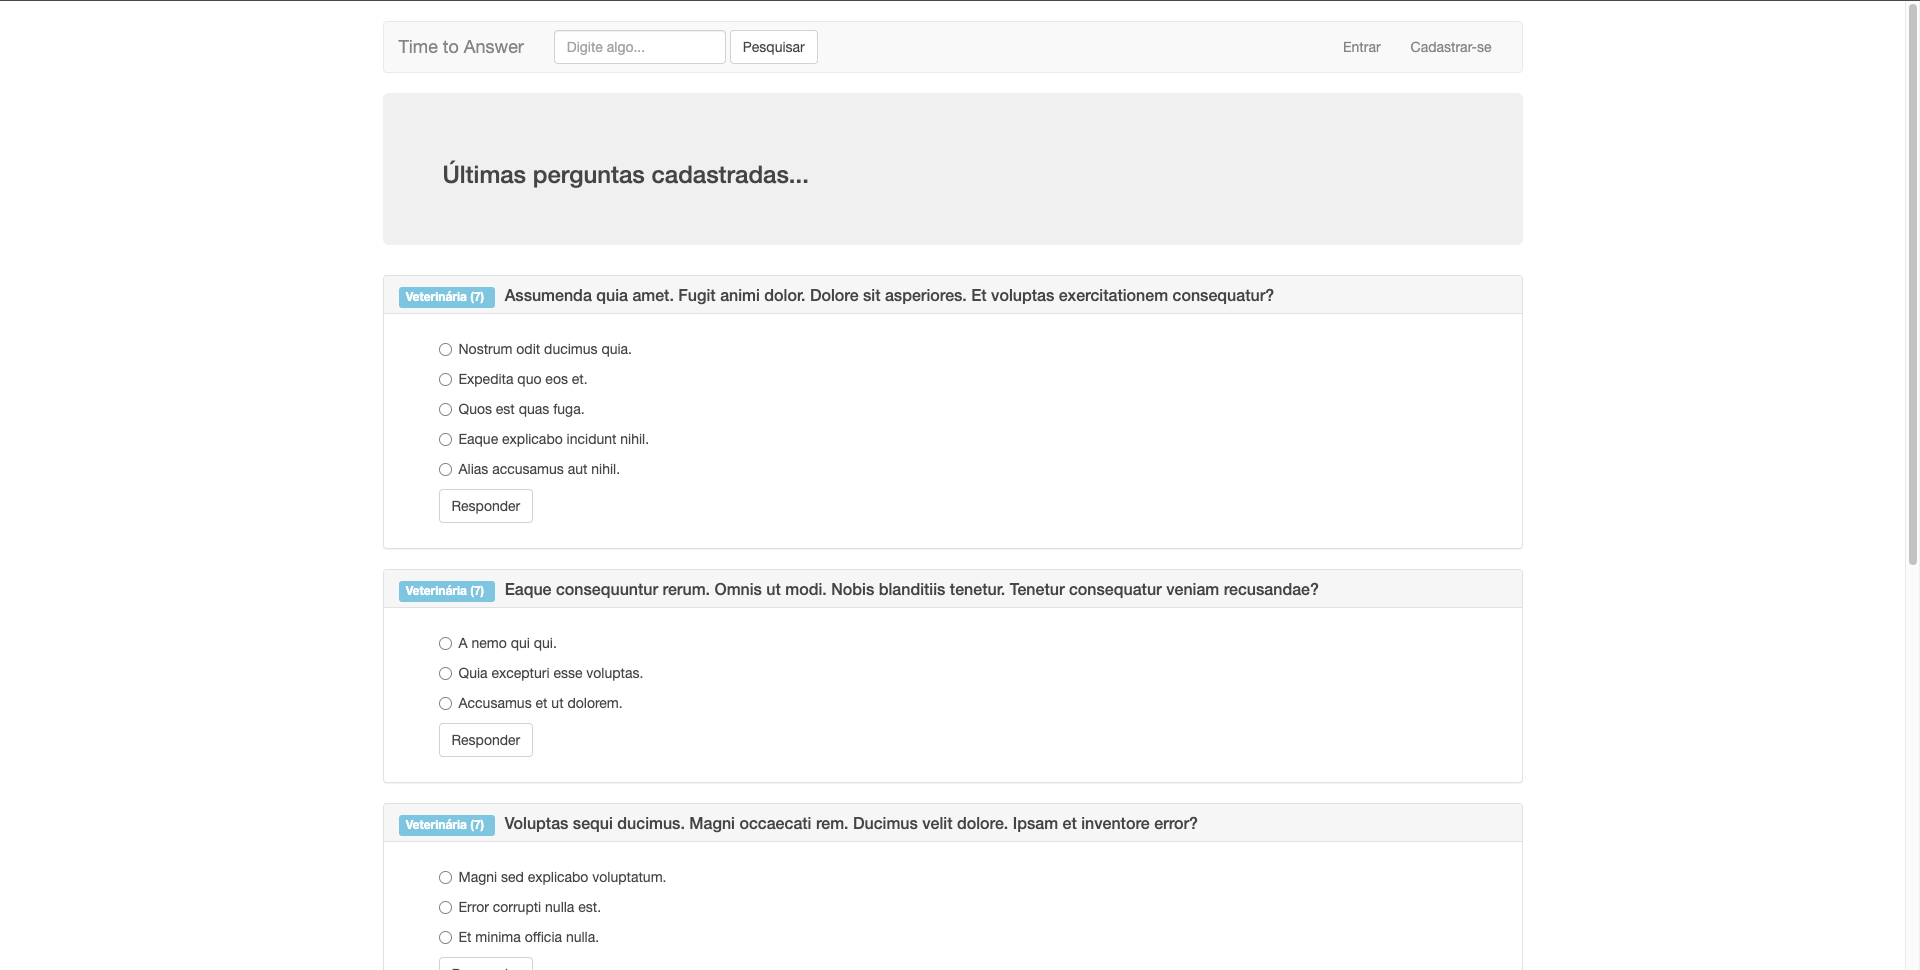 Time to Answer Digite algo... Pesquisar Entrar Cadastrar-se
Últimas perguntas cadastradas...
Veterinária (7) Assumenda quia amet. Fugit animi dolor. Dolore sit asperiores. Et voluptas exercitationem consequatur?
Nostrum odit ducimus quia.
Expedita quo eos et.
Quos est quas fuga.
Eaque explicabo incidunt nihil.
Alias accusamus aut nihil.
Responder
Veterinária (7) Eaque consequuntur rerum. Omnis ut modi. Nobis blanditiis tenetur. Tenetur consequatur veniam recusandae?
A nemo qui qui.
Quia excepturi esse voluptas.
Accusamus et ut dolorem.
Responder
Veterinária (7) Voluptas sequi ducimus. Magni occaecati rem. Ducimus velit dolore. Ipsam et inventore error?
Magni sed explicabo voluptatum.
Error corrupti nulla est.
Et minima officia nulla.